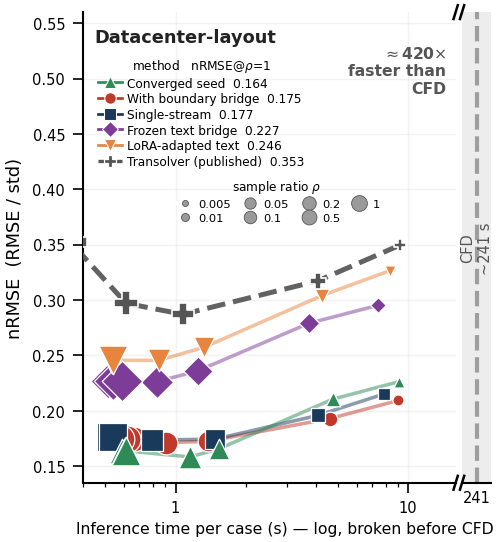 Datacenter-layout
method nRMSE@ρ=1
Converged seed 0.164
With boundary bridge 0.175
Single-stream 0.177
Frozen text bridge 0.227
LoRA-adapted text 0.246
Transolver (published) 0.353
≈ 420×
faster than
CFD
sample ratio ρ
0.005 0.05 0.2 1
0.01 0.1 0.5
CFD
~241 s
0.55
0.50
0.45
0.40
0.35
0.30
0.25
0.20
0.15
nRMSE (RMSE / std)
1 10 241
Inference time per case (s) — log, broken before CFD